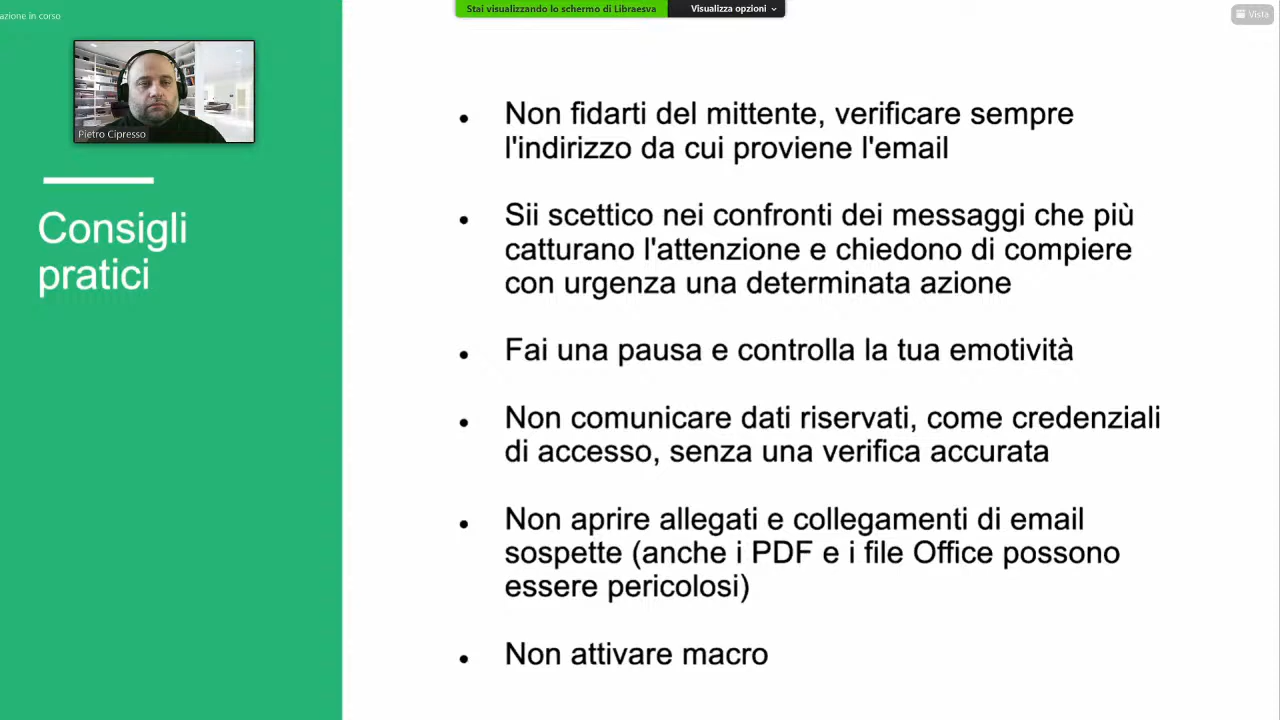 azione in corso
Stai visualizzando lo schermo di Libraesva
Visualizza opzioni
Vista
Pietro Cipresso
Consigli
pratici
• Non fidarti del mittente, verificare sempre
l'indirizzo da cui proviene l'email
• Sii scettico nei confronti dei messaggi che più
catturano l'attenzione e chiedono di compiere
con urgenza una determinata azione
• Fai una pausa e controlla la tua emotività
• Non comunicare dati riservati, come credenziali
di accesso, senza una verifica accurata
• Non aprire allegati e collegamenti di email
sospette (anche i PDF e i file Office possono
essere pericolosi)
• Non attivare macro